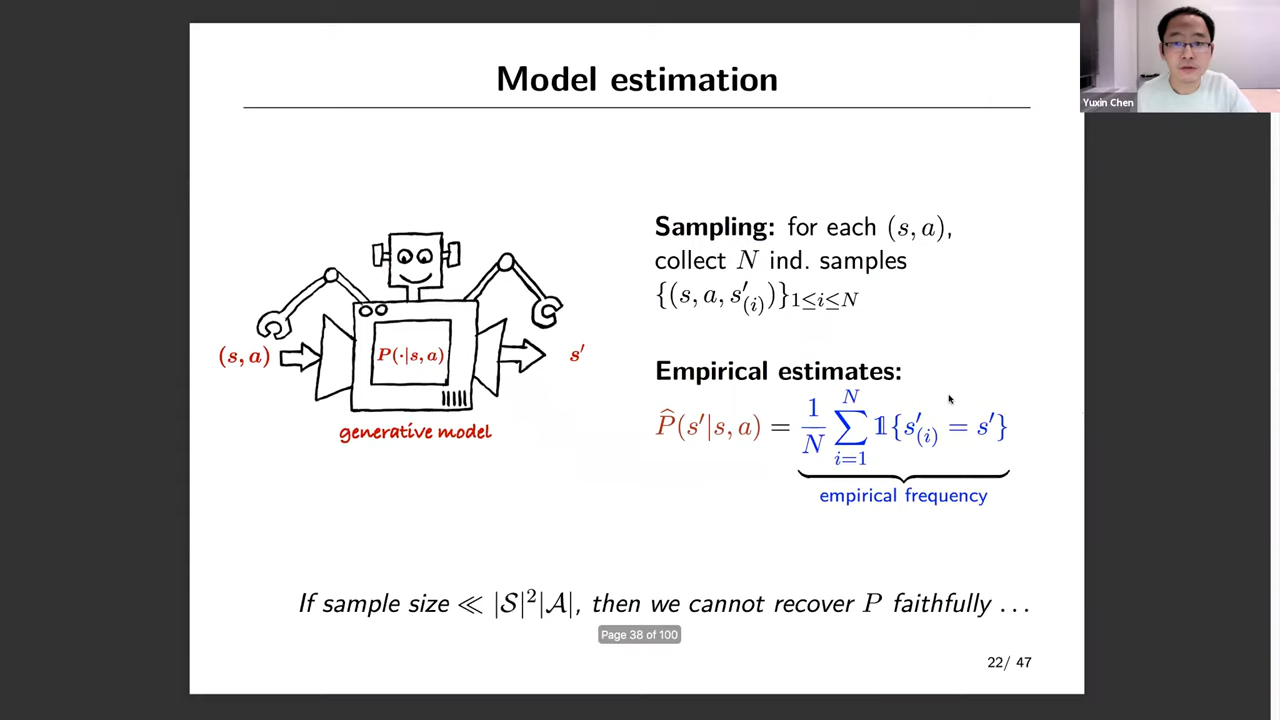 Model estimation
Yuxin Chen
Sampling: for each (s, a),
collect N ind. samples
{(s, a, s′₍ᵢ₎)}₁≤ᵢ≤N
(s, a)
P(·|s, a)
s′
generative model
Empirical estimates:
P̂(s′|s, a) = 1/N ∑ᵢ₌₁ᴺ 𝟙{s′₍ᵢ₎ = s′}
empirical frequency
If sample size ≪ |𝒮|²|𝒜|, then we cannot recover P faithfully . . .
Page 38 of 100
22/ 47